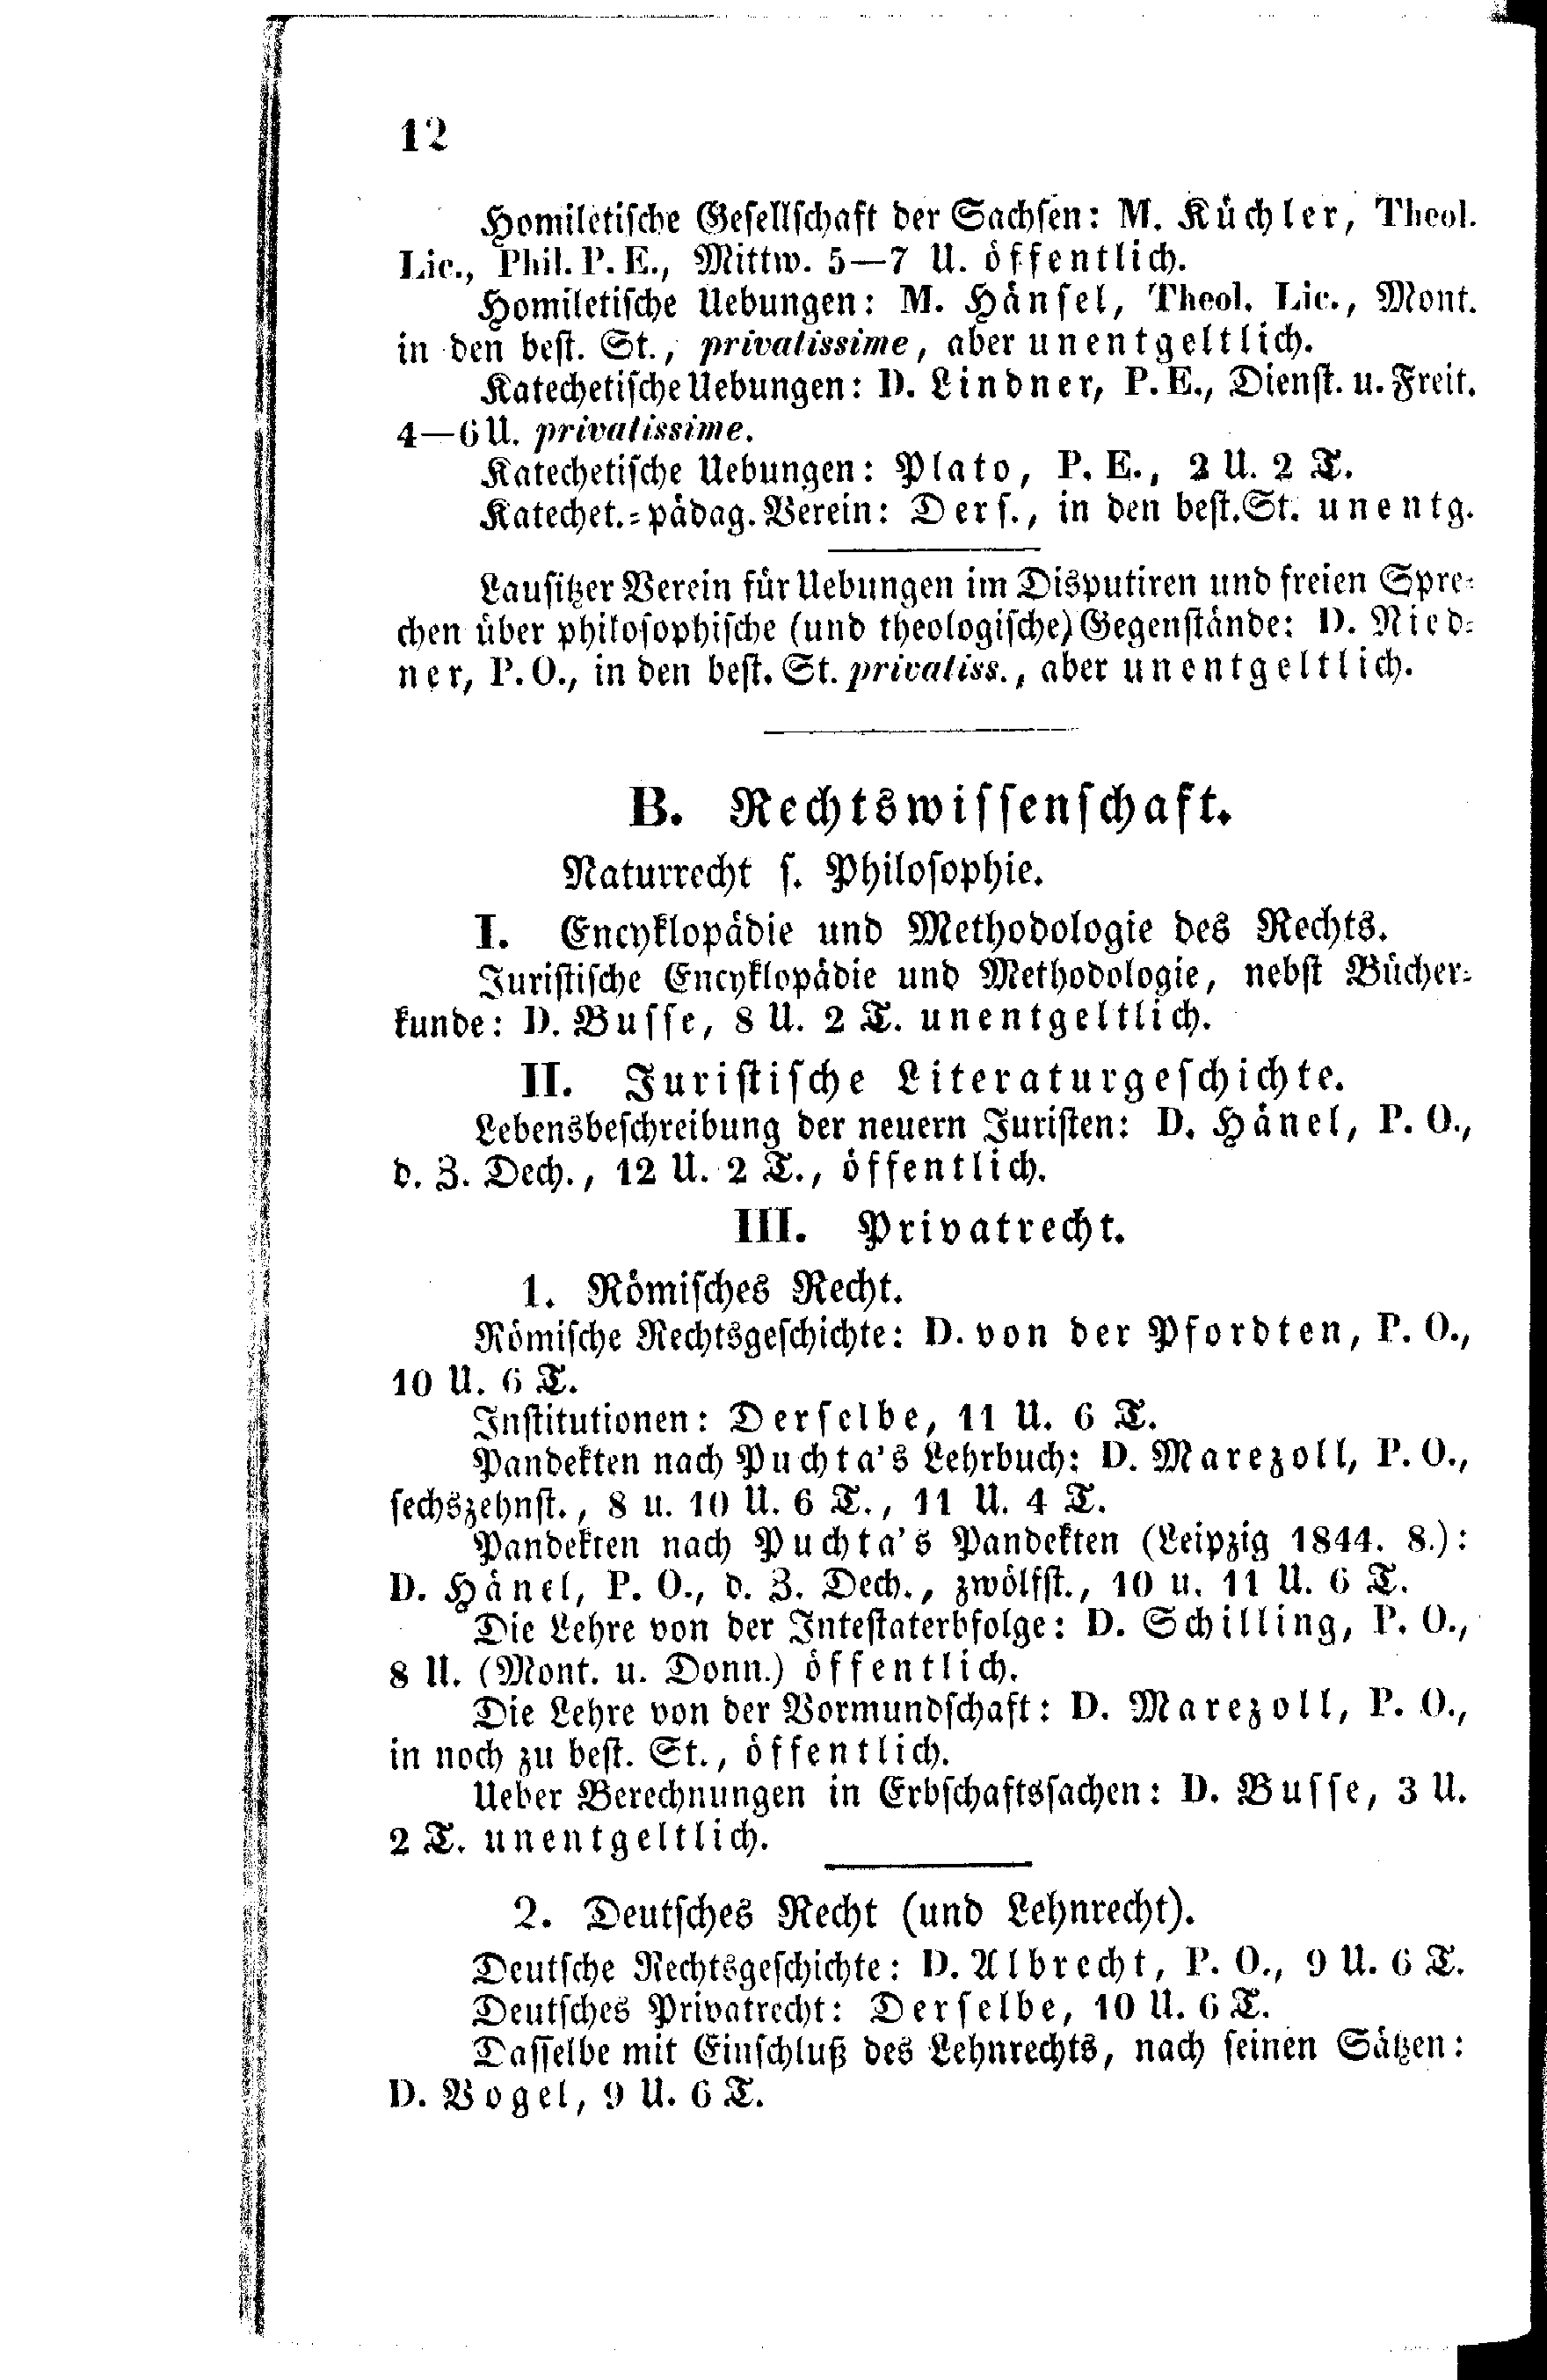 12
Homiletische Gesellschaft der Sachsen: M. Küchler, Theol.
Lic., Phil. P. E., Mittw. 5—7 U. öffentlich.
Homiletische Uebungen: M. Hänsel, Theol. Lic., Mont.
in den best. St., privatissime, aber unentgeltlich.
Katechetische Uebungen: D. Lindner, P. E., Dienst. u. Freit.
4—6 U. privatissime.
Katechetische Uebungen: Plato, P. E., 2 U. 2 T.
Katechet.=pädag. Verein: Ders., in den best. St. unentg.
Lausitzer Verein für Uebungen im Disputiren und freien Spre=
chen über philosophische (und theologische) Gegenstände: D. Nied=
ner, P. O., in den best. St. privatiss., aber unentgeltlich.
B. Rechtswissenschaft.
Naturrecht s. Philosophie.
I. Encyklopädie und Methodologie des Rechts.
Juristische Encyklopädie und Methodologie, nebst Bücher=
kunde: D. Busse, 8 U. 2 T. unentgeltlich.
II. Juristische Literaturgeschichte.
Lebensbeschreibung der neuern Juristen: D. Hänel, P. O.,
d. Z. Dech., 12 U. 2 T., öffentlich.
III. Privatrecht.
1. Römisches Recht.
Römische Rechtsgeschichte: D. von der Pfordten, P. O.,
10 U. 6 T.
Institutionen: Derselbe, 11 U. 6 T.
Pandekten nach Puchta's Lehrbuch: D. Marezoll, P. O.,
sechszehnst., 8 u. 10 U. 6 T., 11 U. 4 T.
Pandekten nach Puchta's Pandekten (Leipzig 1844. 8.):
D. Hänel, P. O., d. Z. Dech., zwölfst., 10 u. 11 U. 6 T.
Die Lehre von der Intestaterbfolge: D. Schilling, P. O.,
8 U. (Mont. u. Donn.) öffentlich.
Die Lehre von der Vormundschaft: D. Marezoll, P. O.,
in noch zu best. St., öffentlich.
Ueber Berechnungen in Erbschaftssachen: D. Busse, 3 U.
2 T. unentgeltlich.
2. Deutsches Recht (und Lehnrecht).
Deutsche Rechtsgeschichte: D. Albrecht, P. O., 9 U. 6 T.
Deutsches Privatrecht: Derselbe, 10 U. 6 T.
Dasselbe mit Einschluß des Lehnrechts, nach seinen Sätzen:
D. Vogel, 9 U. 6 T.